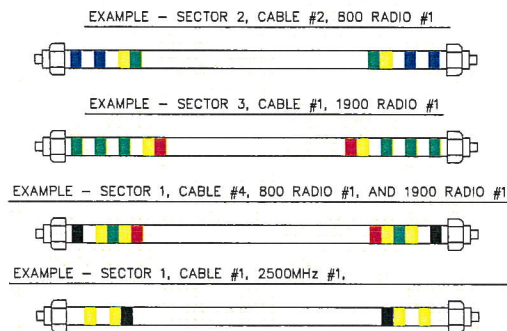 EXAMPLE – SECTOR 2, CABLE #2, 800 RADIO #1
EXAMPLE – SECTOR 3, CABLE #1, 1900 RADIO #1
EXAMPLE – SECTOR 1, CABLE #4, 800 RADIO #1, AND 1900 RADIO #1
EXAMPLE – SECTOR 1, CABLE #1, 2500MHz #1,